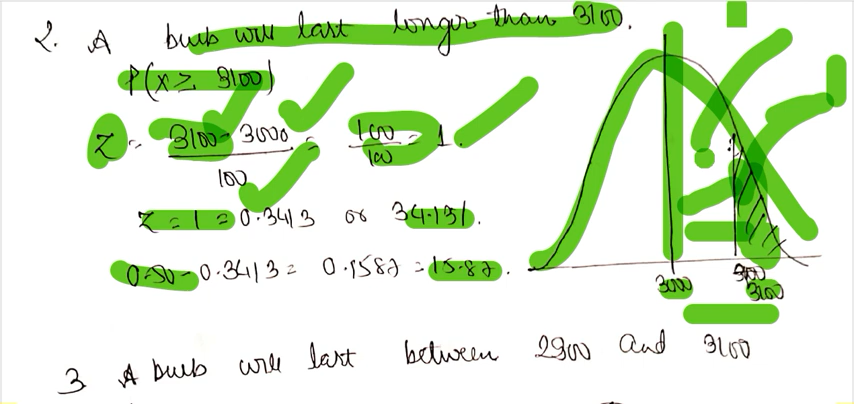 2. A bulb will last longer than 3100.
P(x ≥ 3100)
Z = 3100 - 3000 / 100 = 100 / 100 = 1.
Z = 1 = 0.3413 or 34.13%.
0.50 - 0.3413 = 0.1587 = 15.87.
3000 3100
3100
3 A bulb will last between 2900 and 3100